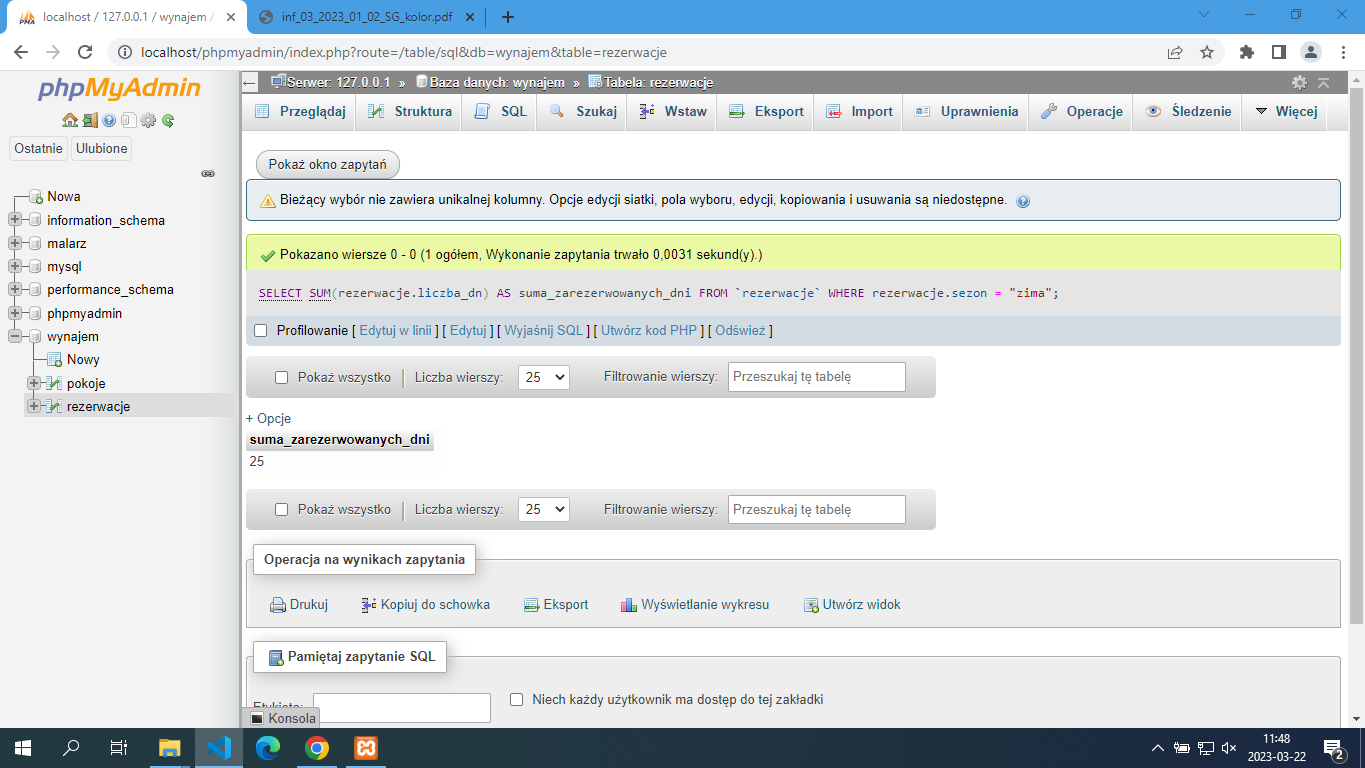 localhost / 127.0.0.1 / wynajem /
inf_03_2023_01_02_SG_kolor.pdf
localhost/phpmyadmin/index.php?route=/table/sql&db=wynajem&table=rezerwacje
phpMyAdmin
Ostatnie Ulubione
Nowa
information_schema
malarz
mysql
performance_schema
phpmyadmin
wynajem
Nowy
pokoje
rezerwacje
Serwer: 127.0.0.1 » Baza danych: wynajem » Tabela: rezerwacje
Przeglądaj Struktura SQL Szukaj Wstaw Eksport Import Uprawnienia Operacje Śledzenie Więcej
Pokaż okno zapytań
Bieżący wybór nie zawiera unikalnej kolumny. Opcje edycji siatki, pola wyboru, edycji, kopiowania i usuwania są niedostępne.
Pokazano wiersze 0 - 0 (1 ogółem, Wykonanie zapytania trwało 0,0031 sekund(y).)
SELECT SUM(rezerwacje.liczba_dn) AS suma_zarezerwowanych_dni FROM `rezerwacje` WHERE rezerwacje.sezon = "zima";
Profilowanie [ Edytuj w linii ] [ Edytuj ] [ Wyjaśnij SQL ] [ Utwórz kod PHP ] [ Odśwież ]
Pokaż wszystko Liczba wierszy: 25 Filtrowanie wierszy: Przeszukaj tę tabelę
+ Opcje
suma_zarezerwowanych_dni
25
Pokaż wszystko Liczba wierszy: 25 Filtrowanie wierszy: Przeszukaj tę tabelę
Operacja na wynikach zapytania
Drukuj Kopiuj do schowka Eksport Wyświetlanie wykresu Utwórz widok
Pamiętaj zapytanie SQL
Etykieta: Niech każdy użytkownik ma dostęp do tej zakładki
Konsola
11:48
2023-03-22
2